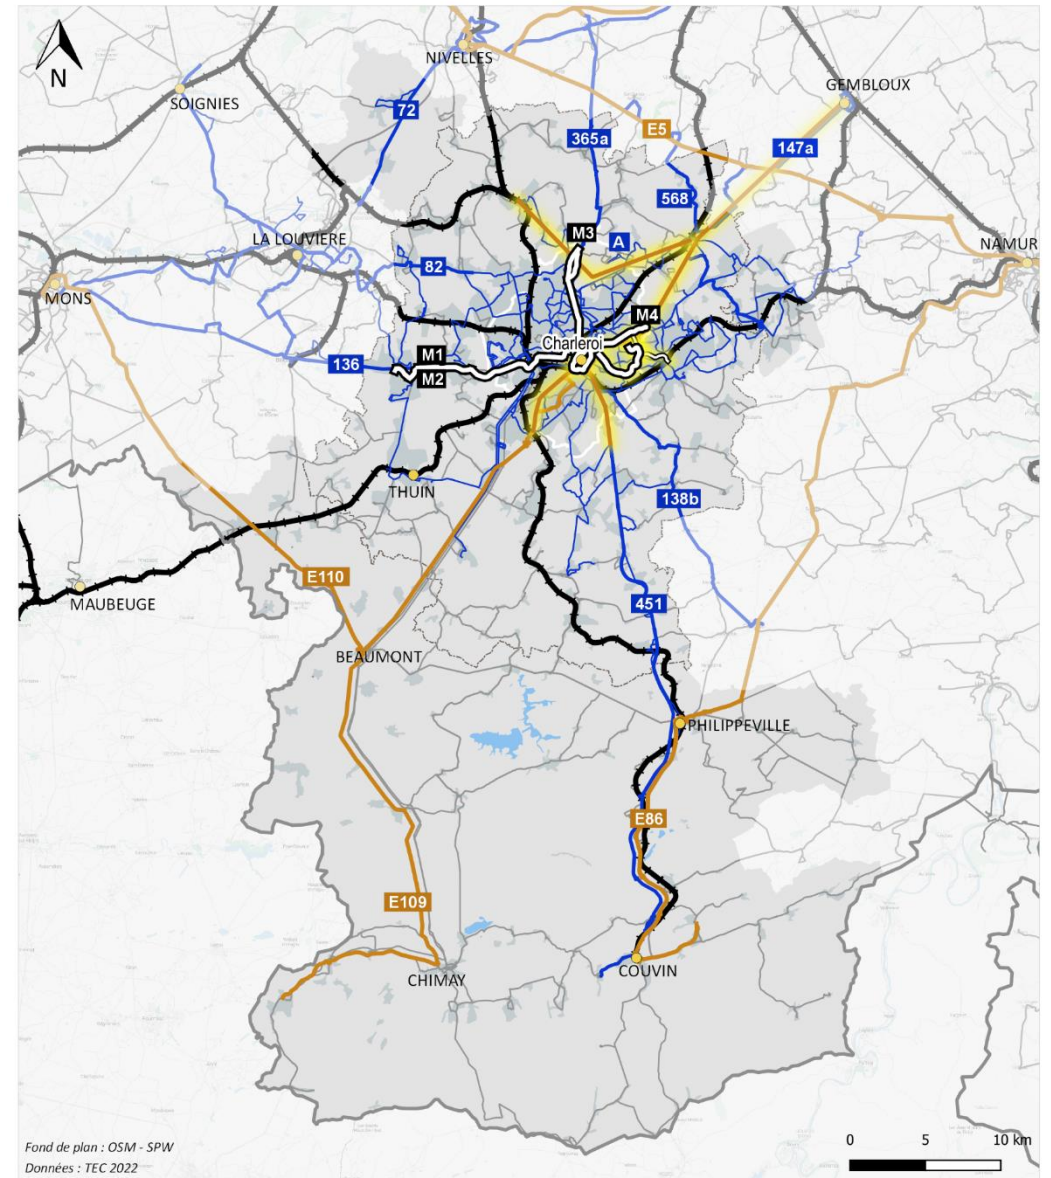 NIVELLES
GEMBLOUX
SOIGNIES
72
E5
365a
147a
568
M3
A
LA LOUVIERE
NAMUR
82
MONS
M4
Charleroi
136
M1
M2
THUIN
138b
E110
MAUBEUGE
451
BEAUMONT
PHILIPPEVILLE
E86
E109
COUVIN
CHIMAY
N
Fond de plan : OSM - SPW
Données : TEC 2022
0 5 10 km